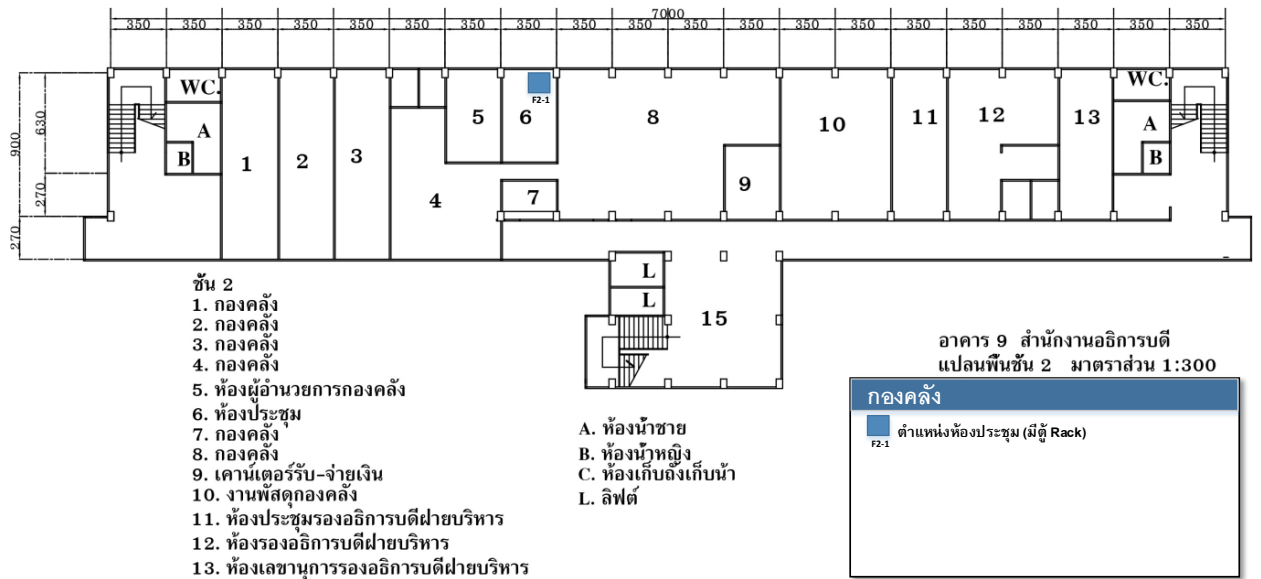 7000
350 350 350 350 350 350 350 350 350 350 350 350 350 350 350 350 350 350 350 350
900
630
270
270
WC.
A
B
1
2
3
4
5
6
F2-1
7
8
9
10
11
12
13
WC.
A
B
L
L
15
ชั้น 2
1. กองคลัง
2. กองคลัง
3. กองคลัง
4. กองคลัง
5. ห้องผู้อำนวยการกองคลัง
6. ห้องประชุม
7. กองคลัง
8. กองคลัง
9. เคาน์เตอร์รับ-จ่ายเงิน
10. งานพัสดุกองคลัง
11. ห้องประชุมรองอธิการบดีฝ่ายบริหาร
12. ห้องรองอธิการบดีฝ่ายบริหาร
13. ห้องเลขานุการรองอธิการบดีฝ่ายบริหาร
A. ห้องน้ำชาย
B. ห้องน้ำหญิง
C. ห้องเก็บถังเก็บน้ำ
L. ลิฟต์
อาคาร 9 สำนักงานอธิการบดี
แปลนพื้นชั้น 2 มาตราส่วน 1:300
กองคลัง
F2-1 ตำแหน่งห้องประชุม (มีตู้ Rack)